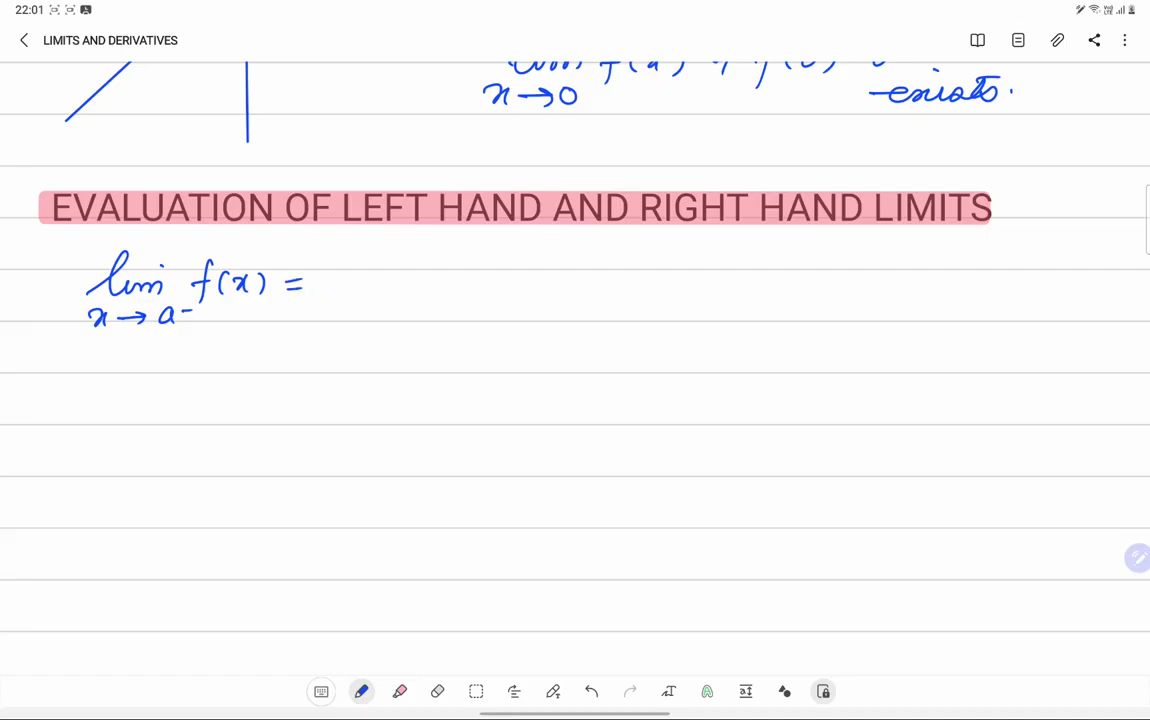 22:01
LIMITS AND DERIVATIVES
x→0
exists.
EVALUATION OF LEFT HAND AND RIGHT HAND LIMITS
lim f(x) =
x→a-